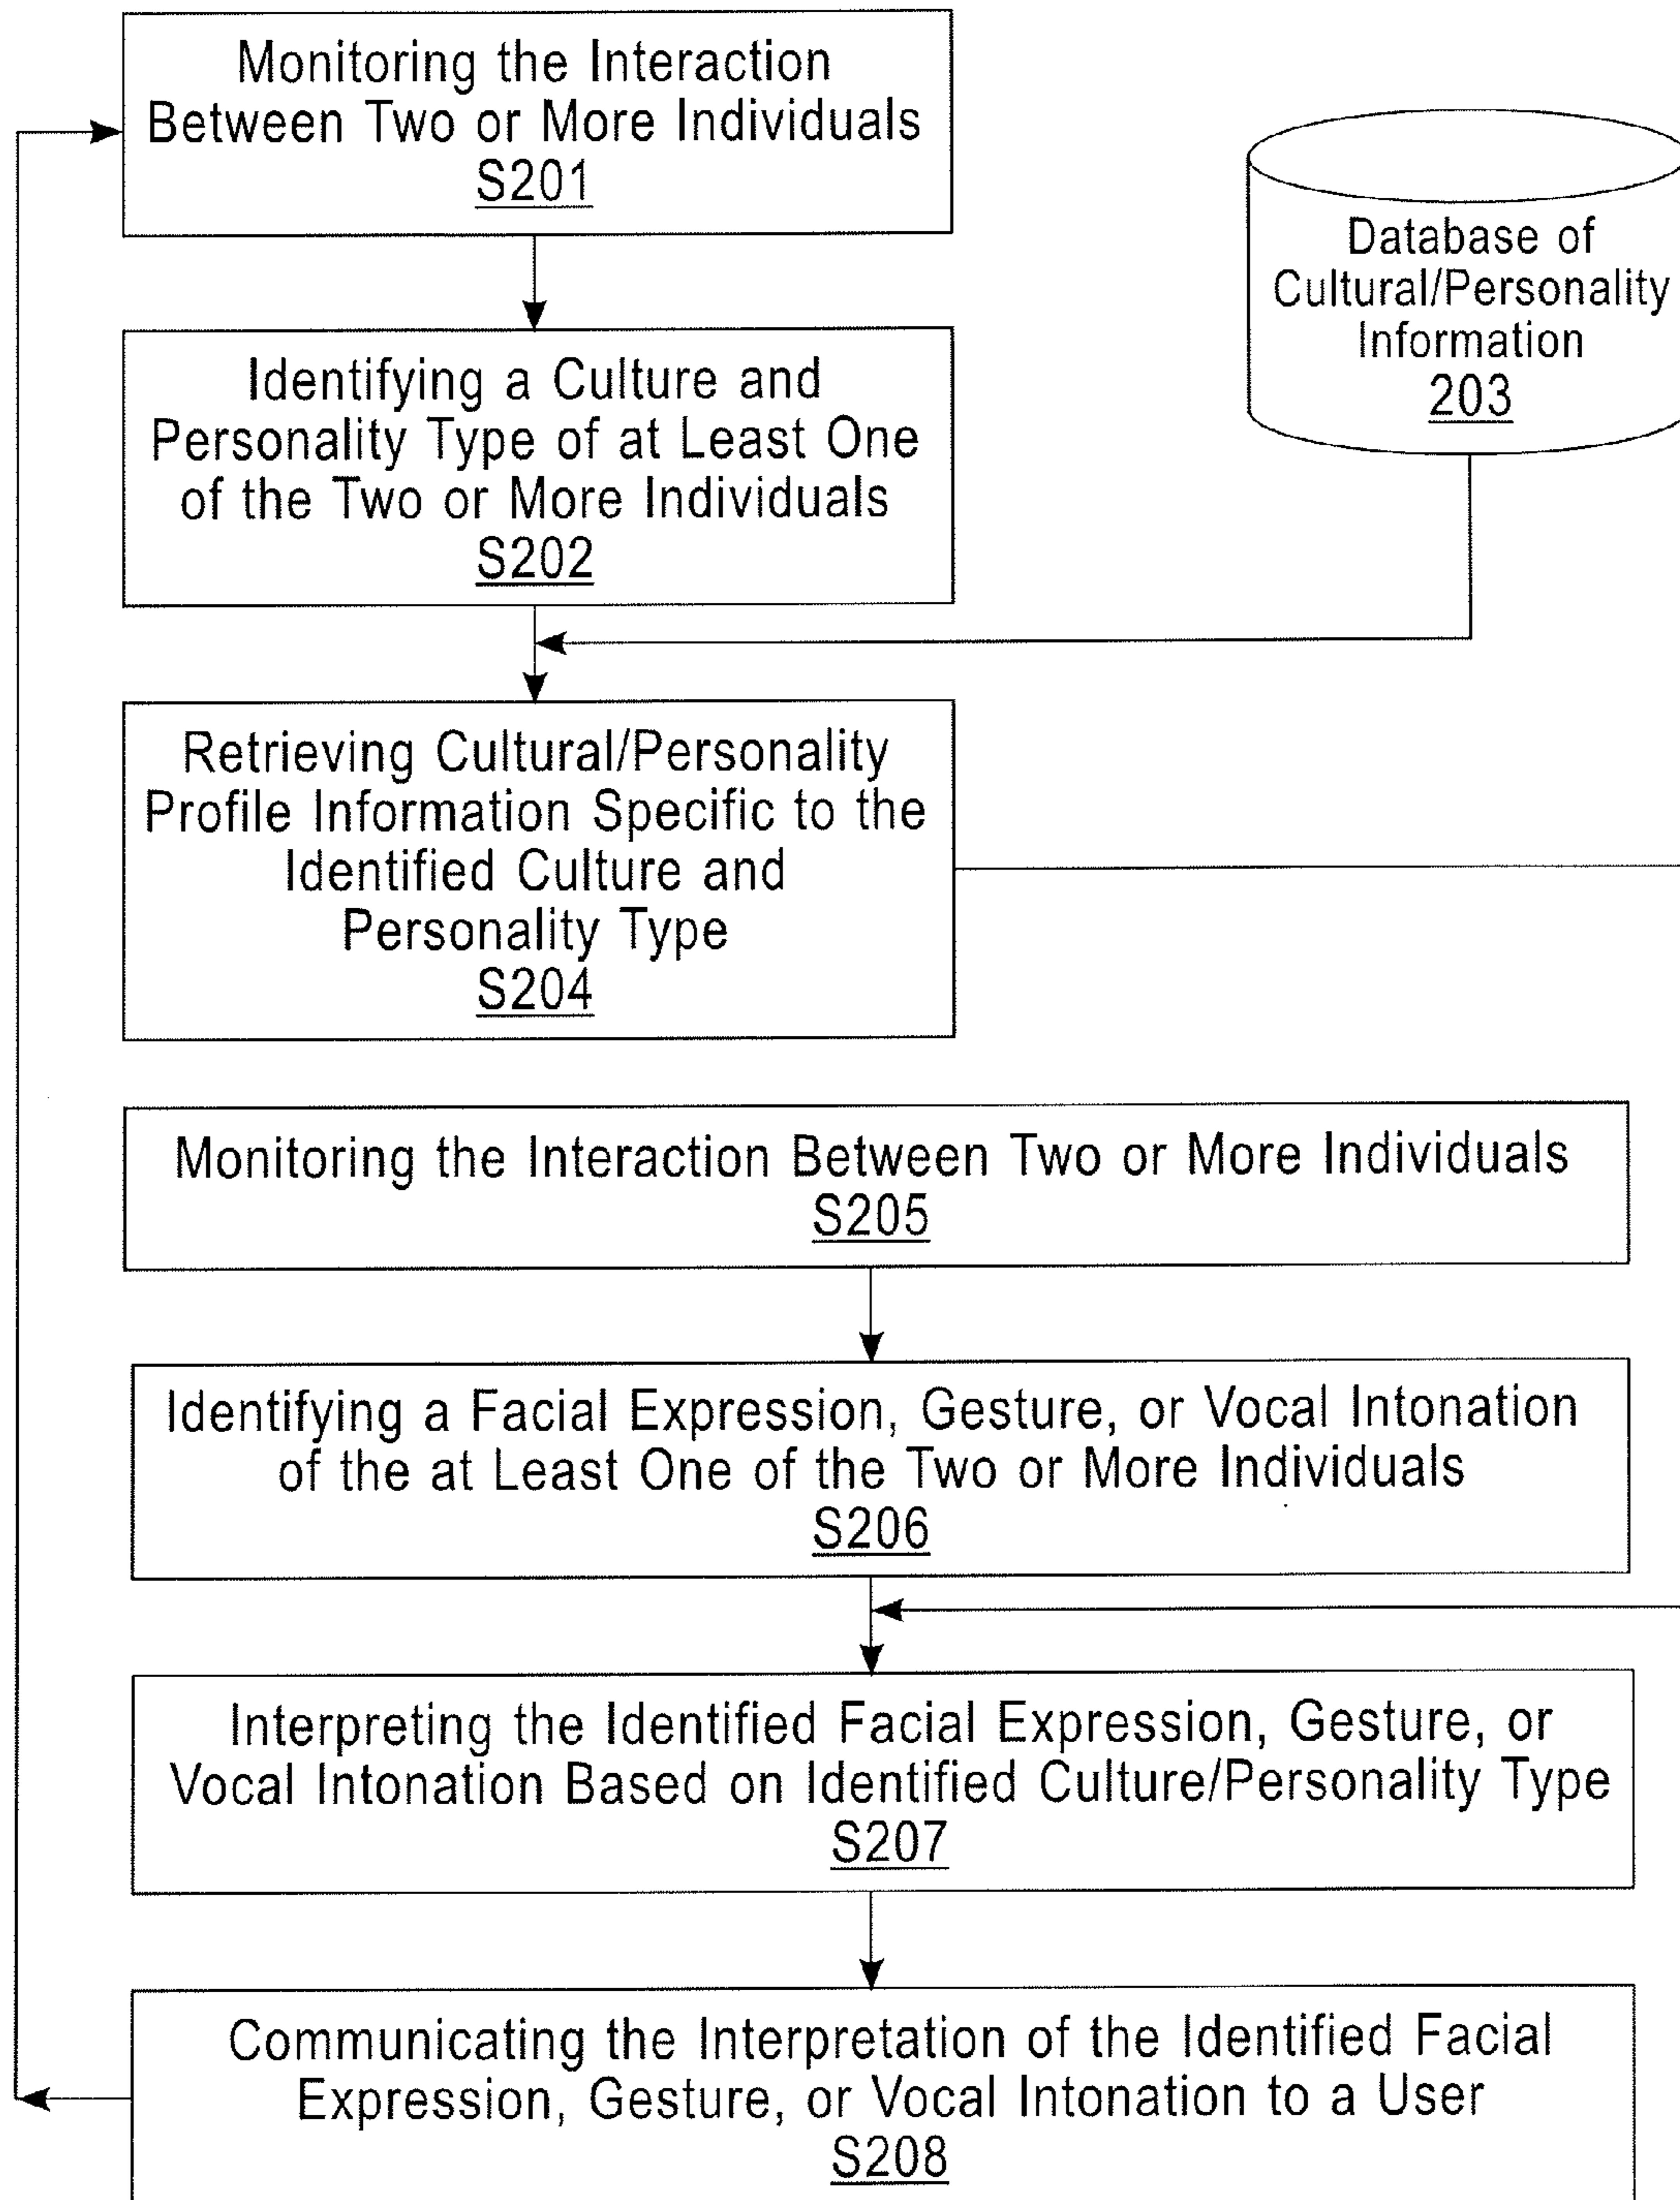 Monitoring the Interaction
Between Two or More Individuals
S201
Database of
Cultural/Personality
Information
203
Identifying a Culture and
Personality Type of at Least One
of the Two or More Individuals
S202
Retrieving Cultural/Personality
Profile Information Specific to the
Identified Culture and
Personality Type
S204
Monitoring the Interaction Between Two or More Individuals
S205
Identifying a Facial Expression, Gesture, or Vocal Intonation
of the at Least One of the Two or More Individuals
S206
Interpreting the Identified Facial Expression, Gesture, or
Vocal Intonation Based on Identified Culture/Personality Type
S207
Communicating the Interpretation of the Identified Facial
Expression, Gesture, or Vocal Intonation to a User
S208